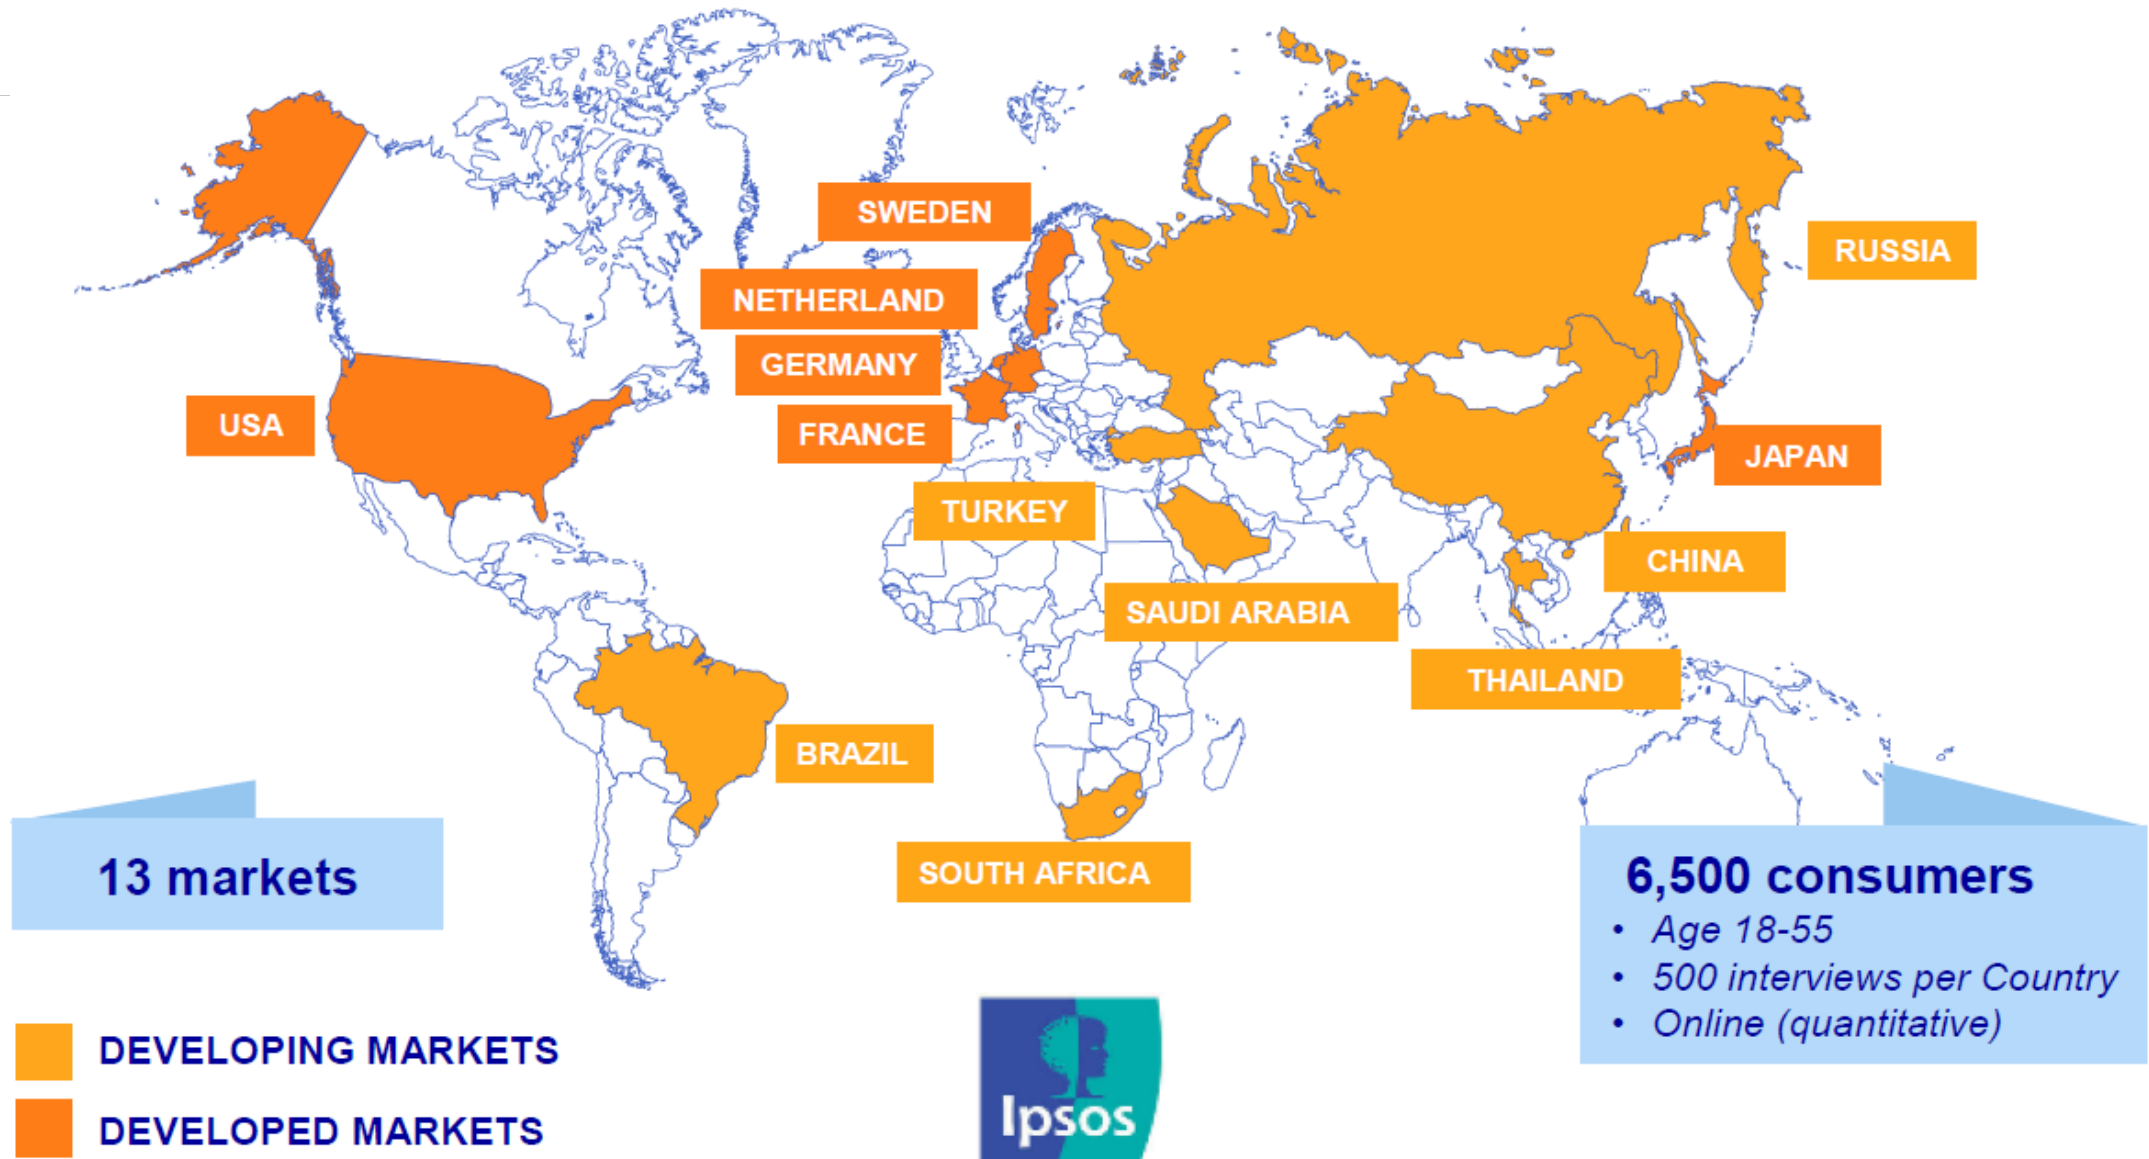 SWEDEN
RUSSIA
NETHERLAND
GERMANY
USA
FRANCE
JAPAN
TURKEY
CHINA
SAUDI ARABIA
THAILAND
BRAZIL
SOUTH AFRICA
13 markets
6,500 consumers
• Age 18-55
• 500 interviews per Country
• Online (quantitative)
DEVELOPING MARKETS
DEVELOPED MARKETS
Ipsos